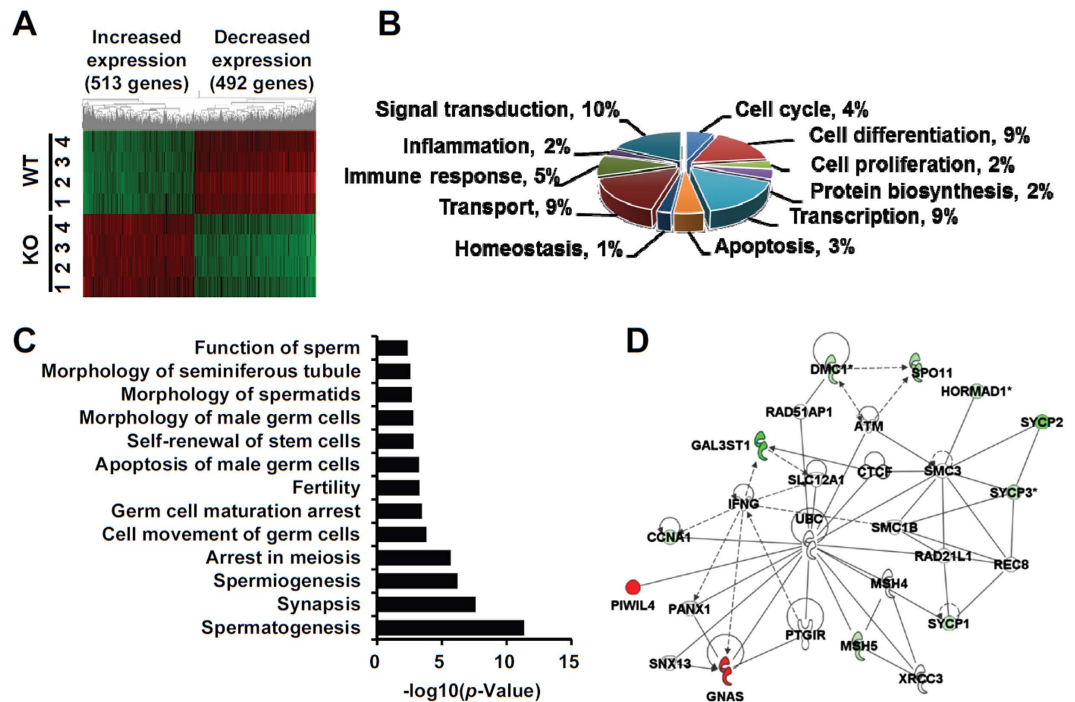 A
Increased
expression
(513 genes)
Decreased
expression
(492 genes)
WT
4
3
2
1
KO
4
3
2
1
B
Signal transduction, 10%
Cell cycle, 4%
Inflammation, 2%
Cell differentiation, 9%
Immune response, 5%
Cell proliferation, 2%
Protein biosynthesis, 2%
Transport, 9%
Transcription, 9%
Homeostasis, 1%
Apoptosis, 3%
C
Function of sperm
Morphology of seminiferous tubule
Morphology of spermatids
Morphology of male germ cells
Self-renewal of stem cells
Apoptosis of male germ cells
Fertility
Germ cell maturation arrest
Cell movement of germ cells
Arrest in meiosis
Spermiogenesis
Synapsis
Spermatogenesis
0 5 10 15
-log10(p-Value)
D
DMC1*
SPO11
HORMAD1*
RAD51AP1
ATM
SYCP2
GAL3ST1
CTCF
SMC3
SLC12A1
SYCP3*
IFNG
UBC
SMC1B
CCNA1
RAD21L1
REC8
MSH4
PIWIL4
PANX1
SYCP1
PTGIR
MSH5
SNX13
XRCC3
GNAS